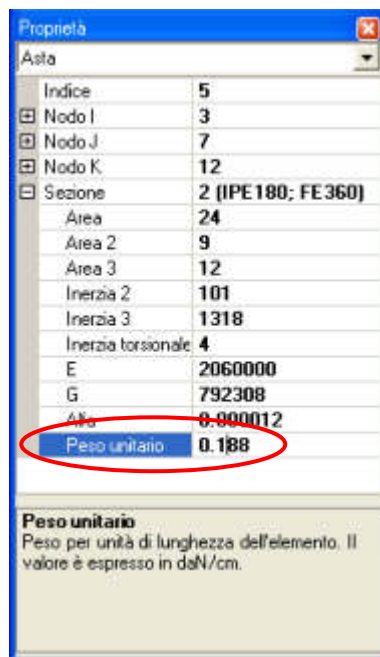 Proprietà
Asta
Indice 5
Nodo I 3
Nodo J 7
Nodo K 12
Sezione 2 (IPE180; FE360)
Area 24
Area 2 9
Area 3 12
Inerzia 2 101
Inerzia 3 1318
Inerzia torsionale 4
E 2060000
G 792308
Alfa 0.000012
Peso unitario 0.188
Peso unitario
Peso per unità di lunghezza dell'elemento. Il
valore è espresso in daN/cm.